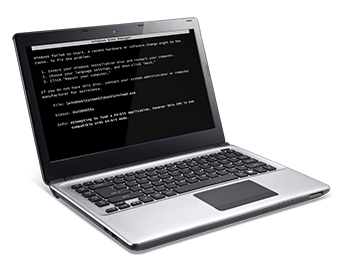 Windows Boot Manager
Windows failed to start. A recent hardware or software change might be the
cause. To fix the problem:
1. Insert your Windows installation disc and restart your computer.
2. Choose your language settings, and then click "Next."
3. Click "Repair your computer."
If you do not have this disc, contact your system administrator or computer
manufacturer for assistance.
File: \windows\system32\boot\winload.exe
Status: 0xc000035a
Info: Attempting to load a 64-bit application, however this CPU is not
compatible with 64-bit mode.